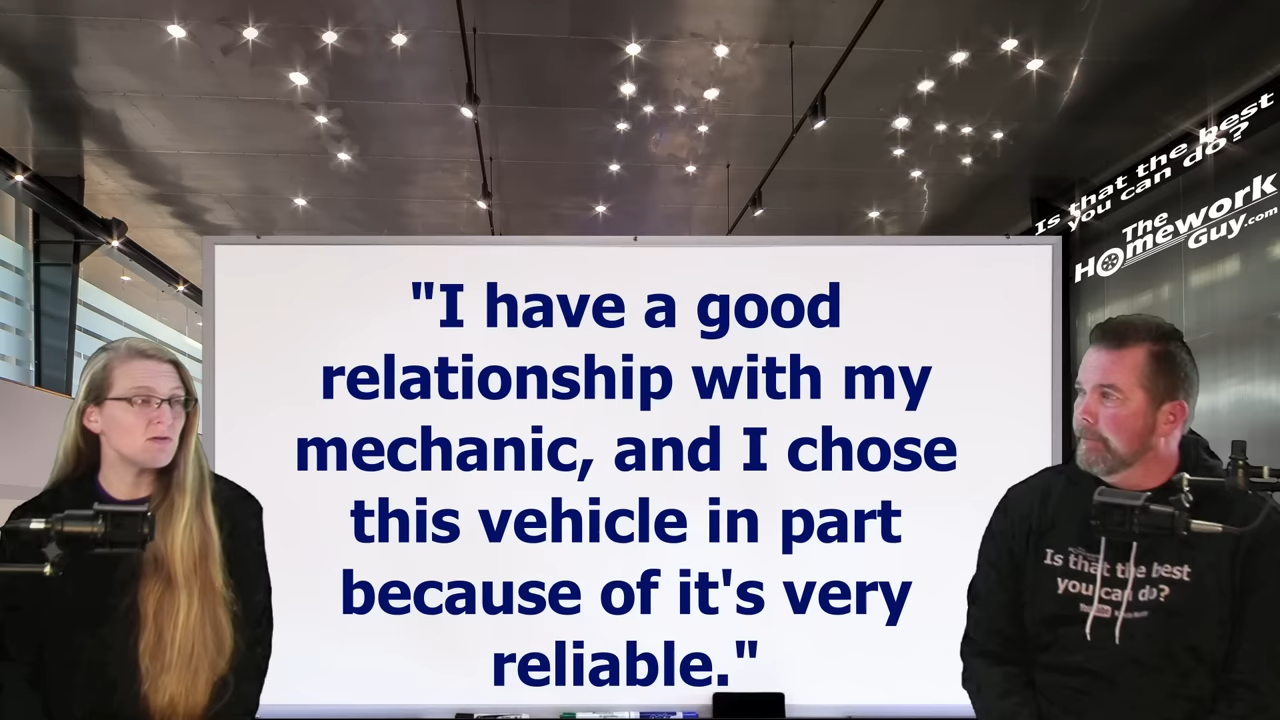 Is that the best
you can do?
The
Homework
Guy.com
"I have a good
relationship with my
mechanic, and I chose
this vehicle in part
because of it's very
reliable."
Is that the best
you can do?